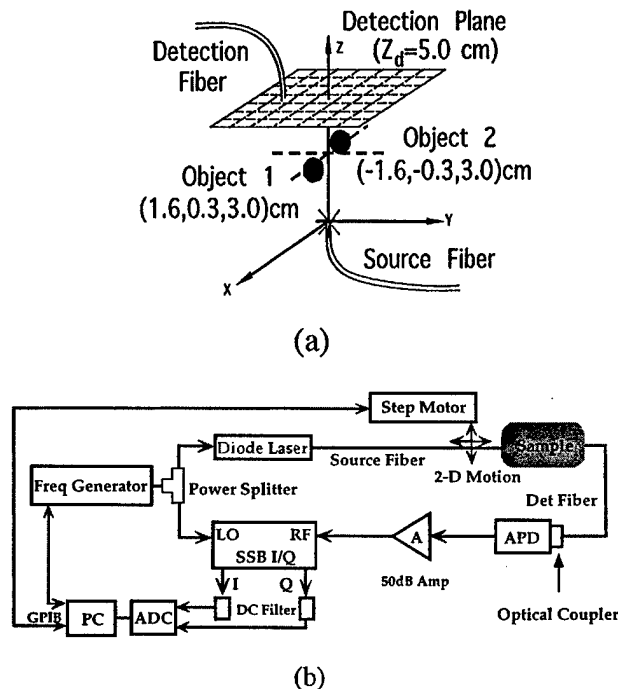 Detection Plane
(Zd=5.0 cm)
Z
Detection
Fiber
Object 2
(-1.6,-0.3,3.0)cm
Object 1
(1.6,0.3,3.0)cm
Y
X
Source Fiber
(a)
Step Motor
Diode Laser
Source Fiber
Sample
2-D Motion
Freq Generator
Power Splitter
Det Fiber
LO RF
SSB I/Q
A
APD
50dB Amp
I Q
DC Filter
Optical Coupler
GPIB
PC
ADC
(b)